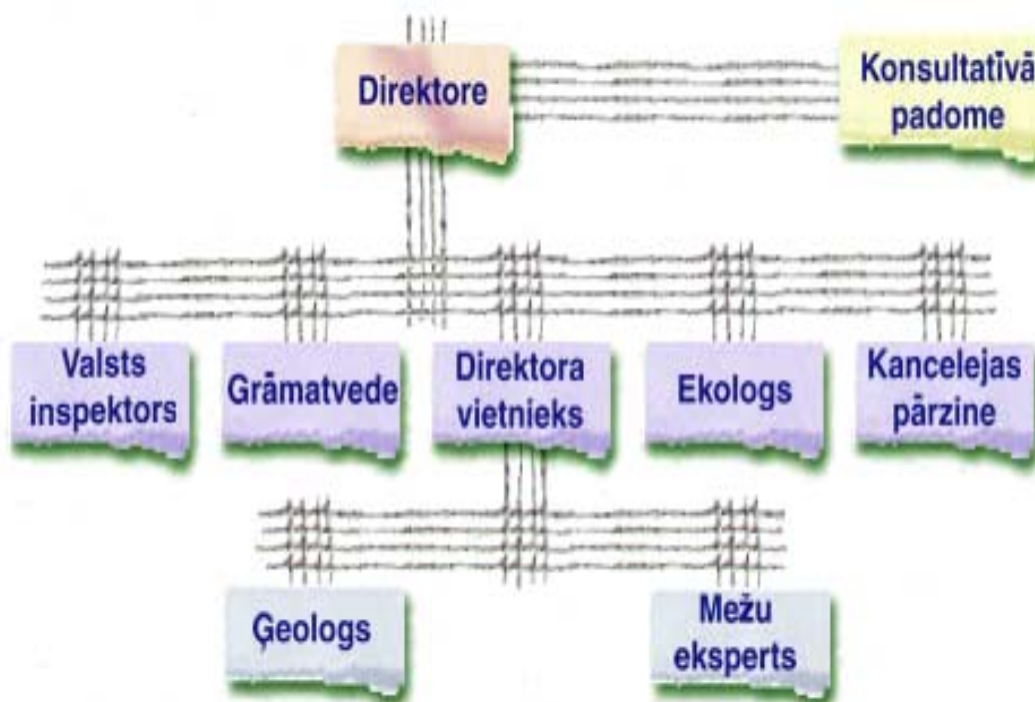 Direktore
Konsultatīvā
padome
Valsts
inspektors
Grāmatvede
Direktora
vietnieks
Ekologs
Kancelejas
pārzine
Ģeologs
Mežu
eksperts